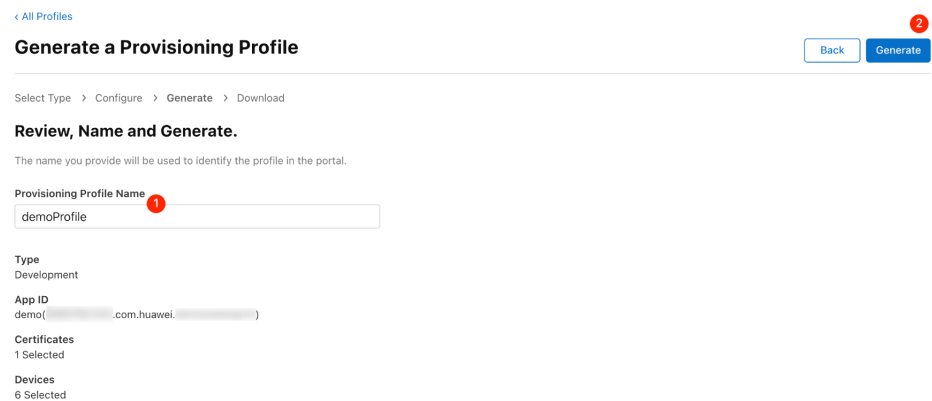 ‹ All Profiles
2
Generate a Provisioning Profile
Back
Generate
Select Type > Configure > Generate > Download
Review, Name and Generate.
The name you provide will be used to identify the profile in the portal.
Provisioning Profile Name
1
demoProfile
Type
Development
App ID
demo( .com.huawei. )
Certificates
1 Selected
Devices
6 Selected